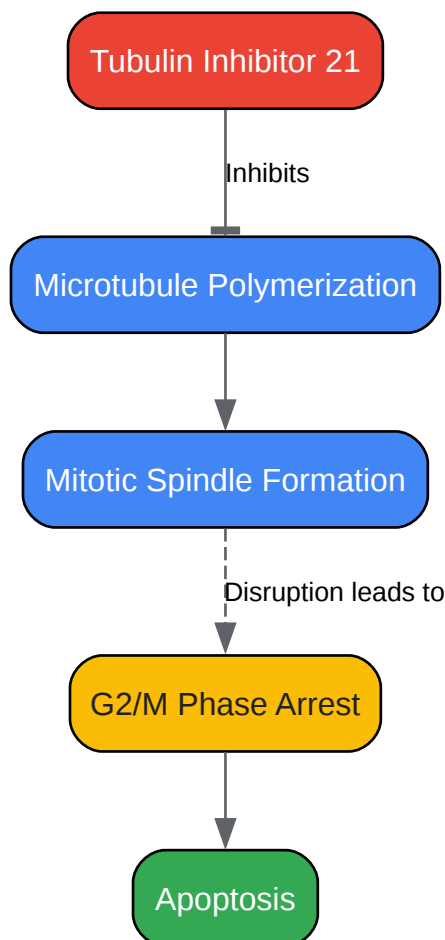 Tubulin Inhibitor 21
Inhibits
Microtubule Polymerization
Mitotic Spindle Formation
Disruption leads to
G2/M Phase Arrest
Apoptosis